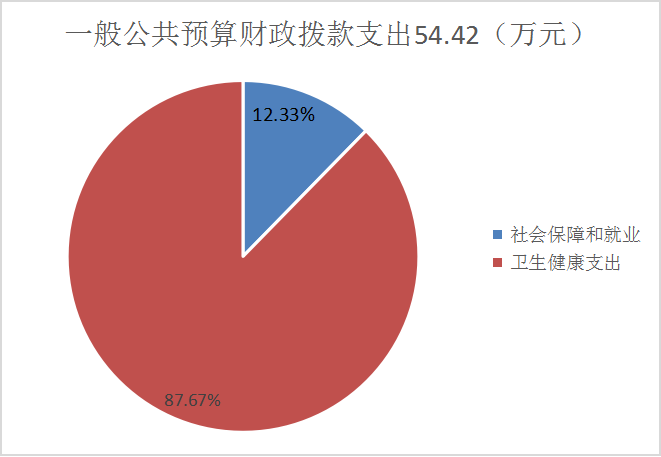 一般公共预算财政拨款支出54.42（万元）
12.33%
社会保障和就业
卫生健康支出
87.67%